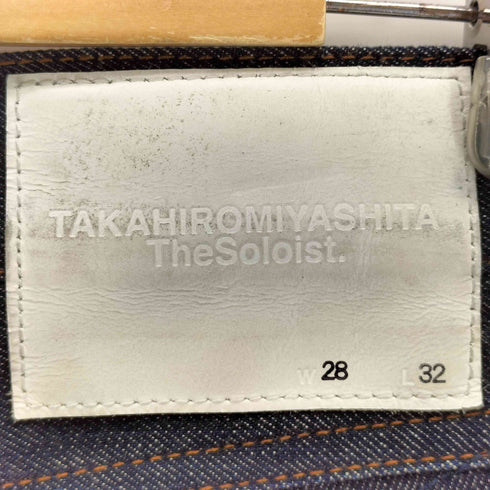 TAKAHIROMIYASHITA
TheSoloist.
W 28 L 32